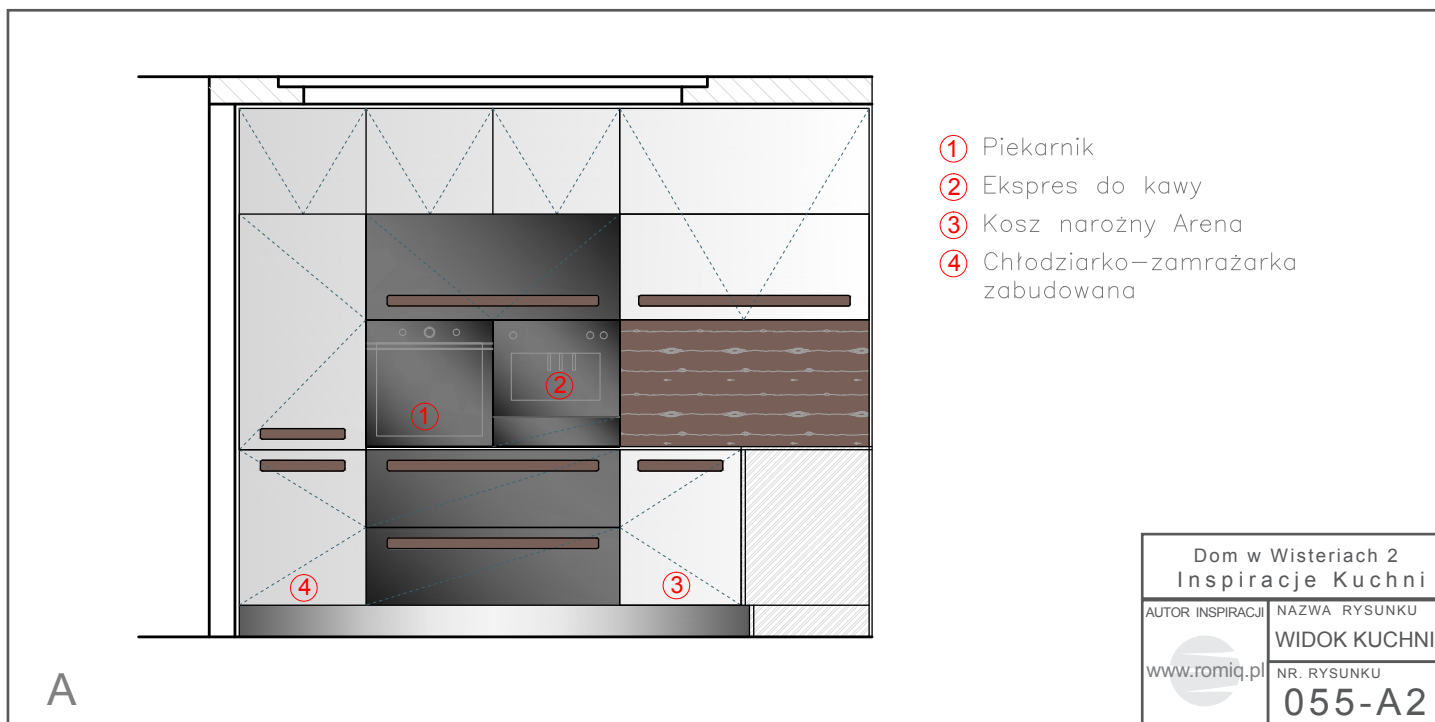 1 Piekarnik
2 Ekspres do kawy
3 Kosz narożny Arena
4 Chłodziarko-zamrażarka
zabudowana
1
2
4
3
A
Dom w Wisteriach 2
Inspiracje Kuchni
AUTOR INSPIRACJI
www.romiq.pl
NAZWA RYSUNKU
WIDOK KUCHNI
NR. RYSUNKU
055-A2